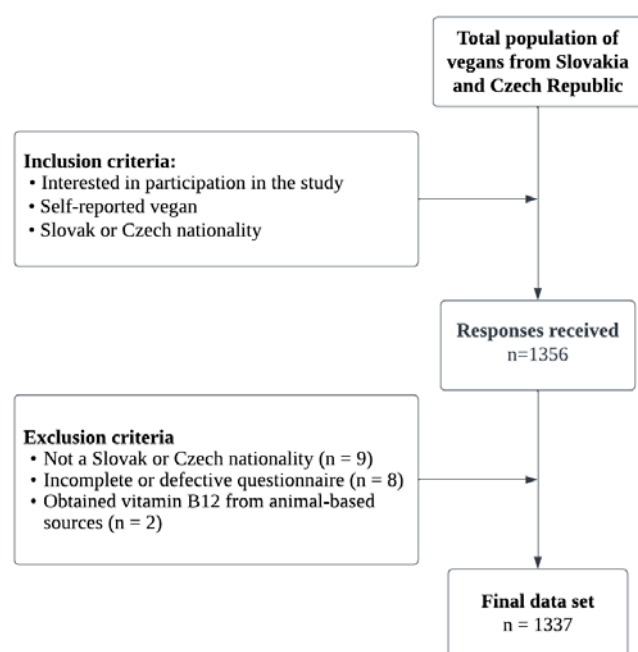 Total population of
vegans from Slovakia
and Czech Republic
Inclusion criteria:
• Interested in participation in the study
• Self-reported vegan
• Slovak or Czech nationality
Responses received
n=1356
Exclusion criteria
• Not a Slovak or Czech nationality (n = 9)
• Incomplete or defective questionnaire (n = 8)
• Obtained vitamin B12 from animal-based
sources (n = 2)
Final data set
n = 1337